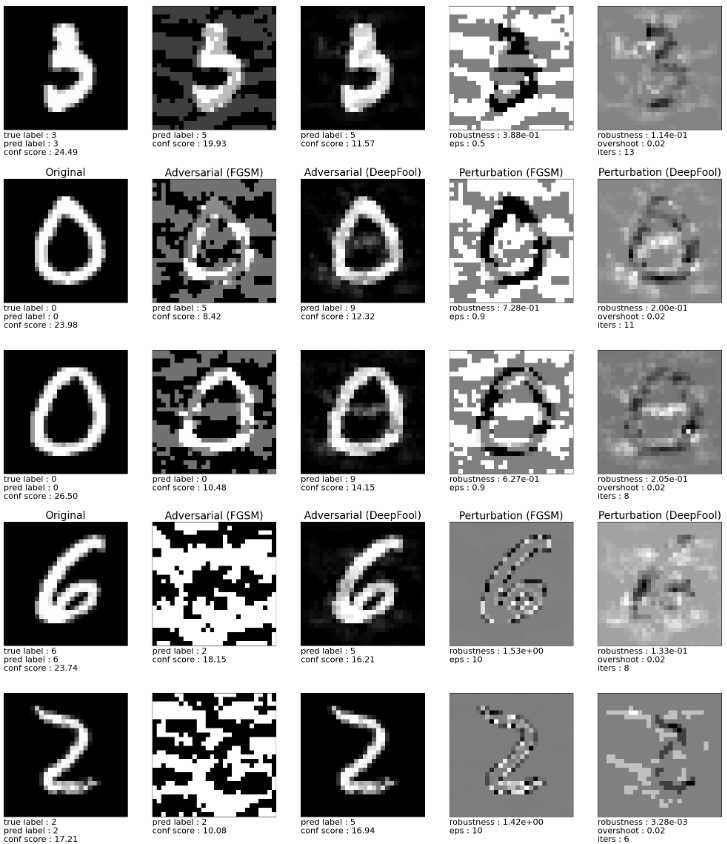 true label : 3
pred label : 3
conf score : 24.49
pred label : 5
conf score : 19.93
pred label : 5
conf score : 11.57
robustness : 3.88e-01
eps : 0.5
robustness : 1.14e-01
overshoot : 0.02
iters : 13
Original
Adversarial (FGSM)
Adversarial (DeepFool)
Perturbation (FGSM)
Perturbation (DeepFool)
true label : 0
pred label : 0
conf score : 23.98
pred label : 5
conf score : 8.42
pred label : 9
conf score : 12.32
robustness : 7.28e-01
eps : 0.9
robustness : 2.00e-01
overshoot : 0.02
iters : 11
true label : 0
pred label : 0
conf score : 26.50
pred label : 0
conf score : 10.48
pred label : 9
conf score : 14.15
robustness : 6.27e-01
eps : 0.9
robustness : 2.05e-01
overshoot : 0.02
iters : 8
Original
Adversarial (FGSM)
Adversarial (DeepFool)
Perturbation (FGSM)
Perturbation (DeepFool)
true label : 6
pred label : 6
conf score : 23.74
pred label : 2
conf score : 18.15
pred label : 5
conf score : 16.21
robustness : 1.53e+00
eps : 10
robustness : 1.33e-01
overshoot : 0.02
iters : 8
true label : 2
pred label : 2
conf score : 17.21
pred label : 2
conf score : 10.08
pred label : 5
conf score : 16.94
robustness : 1.42e+00
eps : 10
robustness : 3.28e-03
overshoot : 0.02
iters : 6